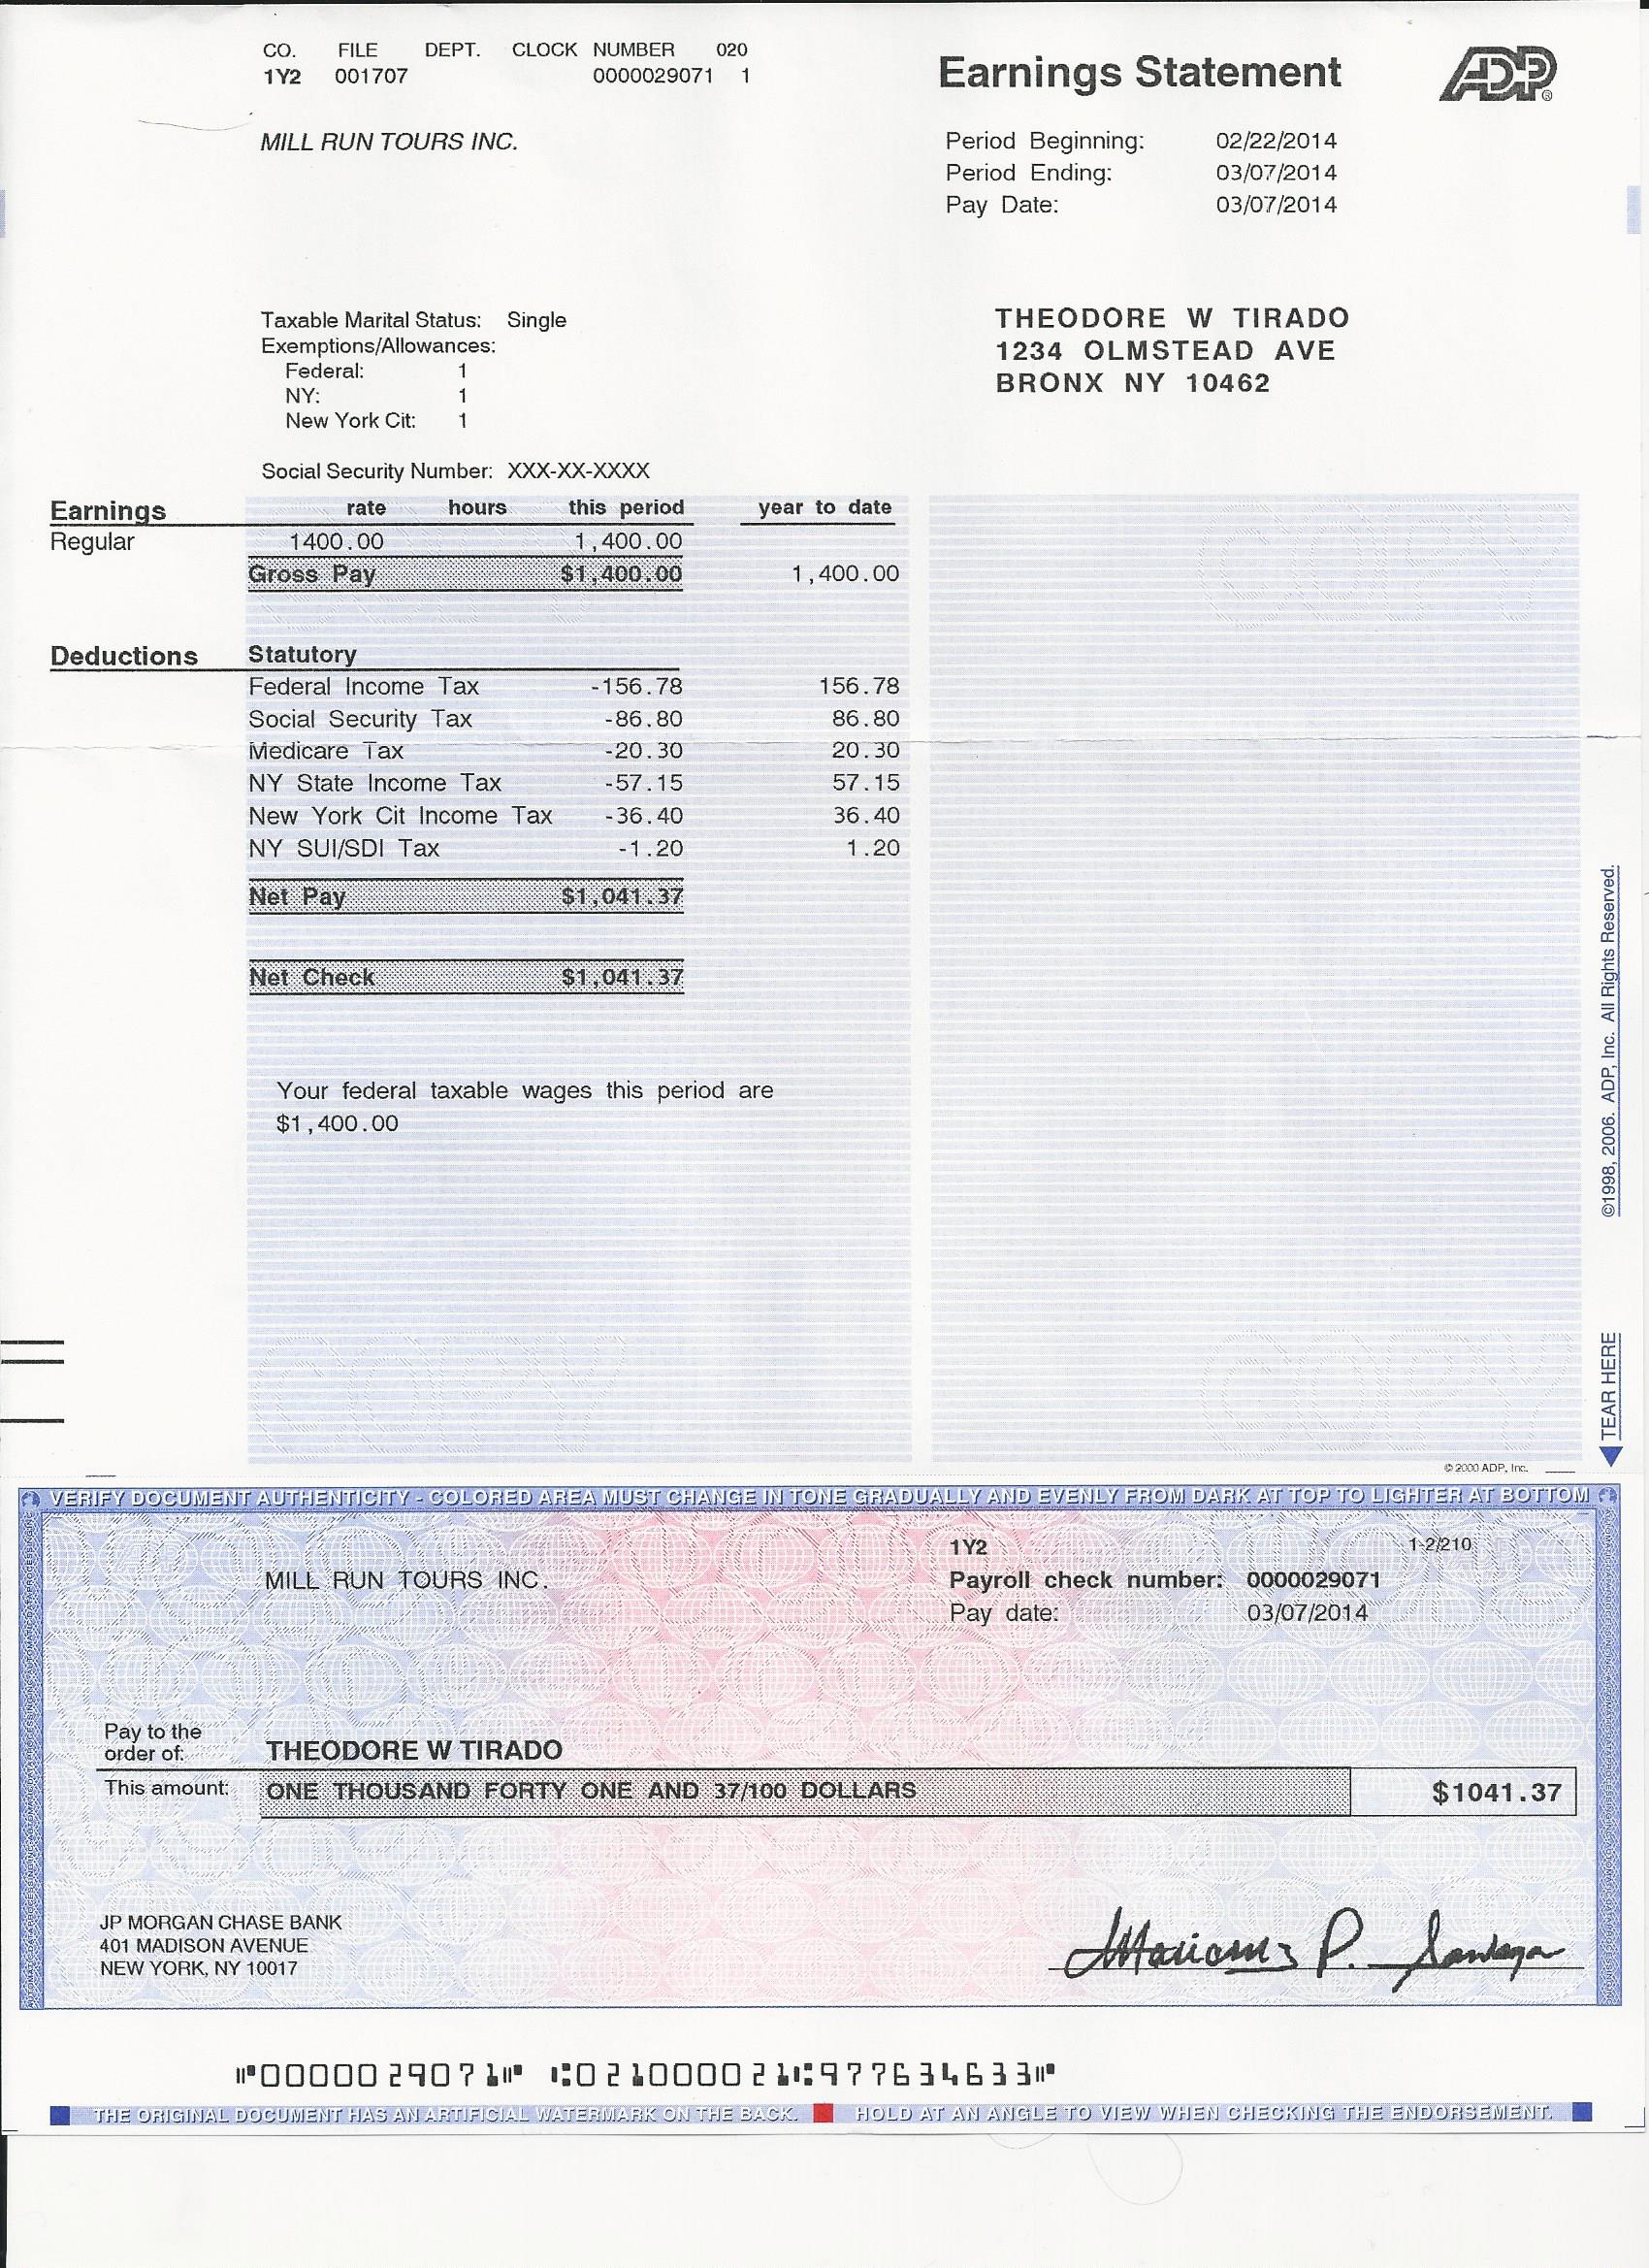 CO. FILE DEPT. CLOCK NUMBER 020
1Y2 001707 0000029071 1
Earnings Statement
ADP®
MILL RUN TOURS INC.
Period Beginning: 02/22/2014
Period Ending: 03/07/2014
Pay Date: 03/07/2014
Taxable Marital Status: Single
Exemptions/Allowances:
Federal: 1
NY: 1
New York Cit: 1
THEODORE W TIRADO
1234 OLMSTEAD AVE
BRONX NY 10462
Social Security Number: XXX-XX-XXXX
Earnings rate hours this period year to date
Regular 1400.00 1,400.00
Gross Pay $1,400.00 1,400.00
Deductions Statutory
Federal Income Tax -156.78 156.78
Social Security Tax -86.80 86.80
Medicare Tax -20.30 20.30
NY State Income Tax -57.15 57.15
New York Cit Income Tax -36.40 36.40
NY SUI/SDI Tax -1.20 1.20
Net Pay $1,041.37
Net Check $1,041.37
Your federal taxable wages this period are
$1,400.00
COPY
COPY
COPY
©1998, 2006. ADP, Inc. All Rights Reserved.
TEAR HERE
© 2000 ADP, Inc.
VERIFY DOCUMENT AUTHENTICITY - COLORED AREA MUST CHANGE IN TONE GRADUALLY AND EVENLY FROM DARK AT TOP TO LIGHTER AT BOTTOM
MILL RUN TOURS INC.
1Y2 1-2/210
Payroll check number: 0000029071
Pay date: 03/07/2014
Pay to the
order of: THEODORE W TIRADO
This amount: ONE THOUSAND FORTY ONE AND 37/100 DOLLARS $1041.37
JP MORGAN CHASE BANK
401 MADISON AVENUE
NEW YORK, NY 10017
⑈0000029071⑈ ⑆021000021⑆977634633⑈
THE ORIGINAL DOCUMENT HAS AN ARTIFICIAL WATERMARK ON THE BACK. HOLD AT AN ANGLE TO VIEW WHEN CHECKING THE ENDORSEMENT.